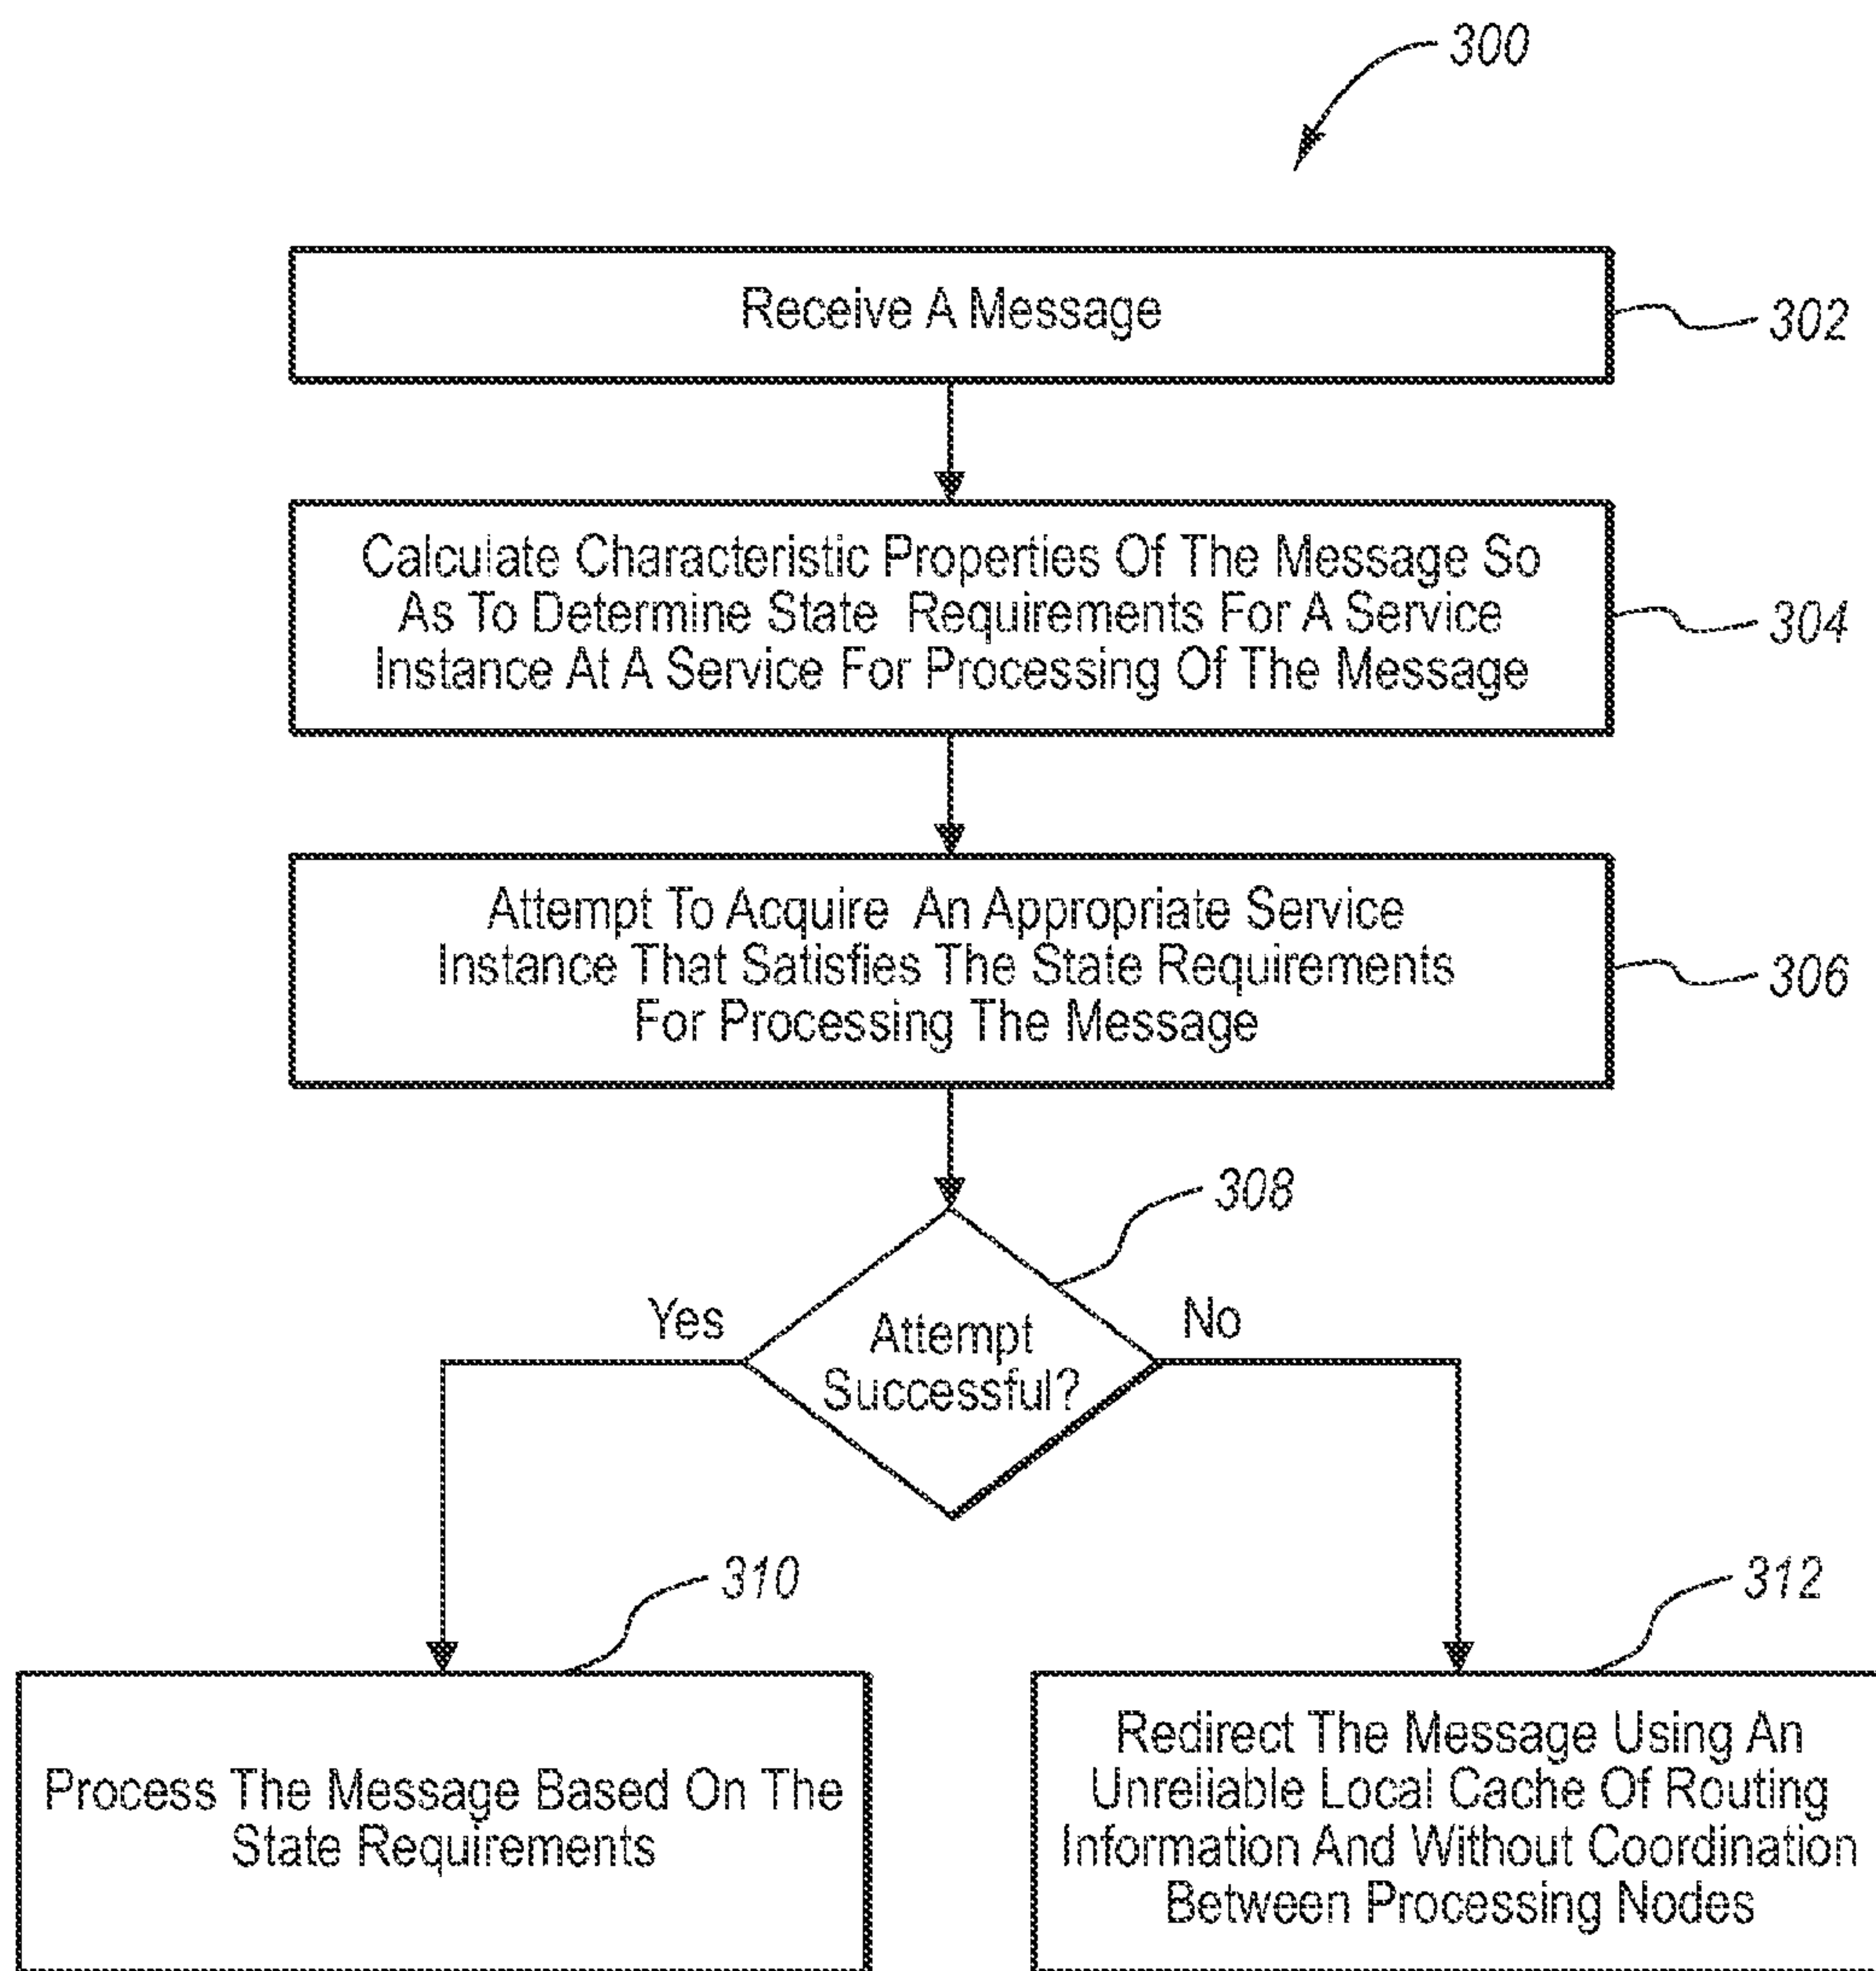 300
Receive A Message
302
Calculate Characteristic Properties Of The Message So
As To Determine State Requirements For A Service
Instance At A Service For Processing Of The Message
304
Attempt To Acquire An Appropriate Service
Instance That Satisfies The State Requirements
For Processing The Message
306
308
Yes
Attempt
Successful?
No
310
Process The Message Based On The
State Requirements
312
Redirect The Message Using An
Unreliable Local Cache Of Routing
Information And Without Coordination
Between Processing Nodes